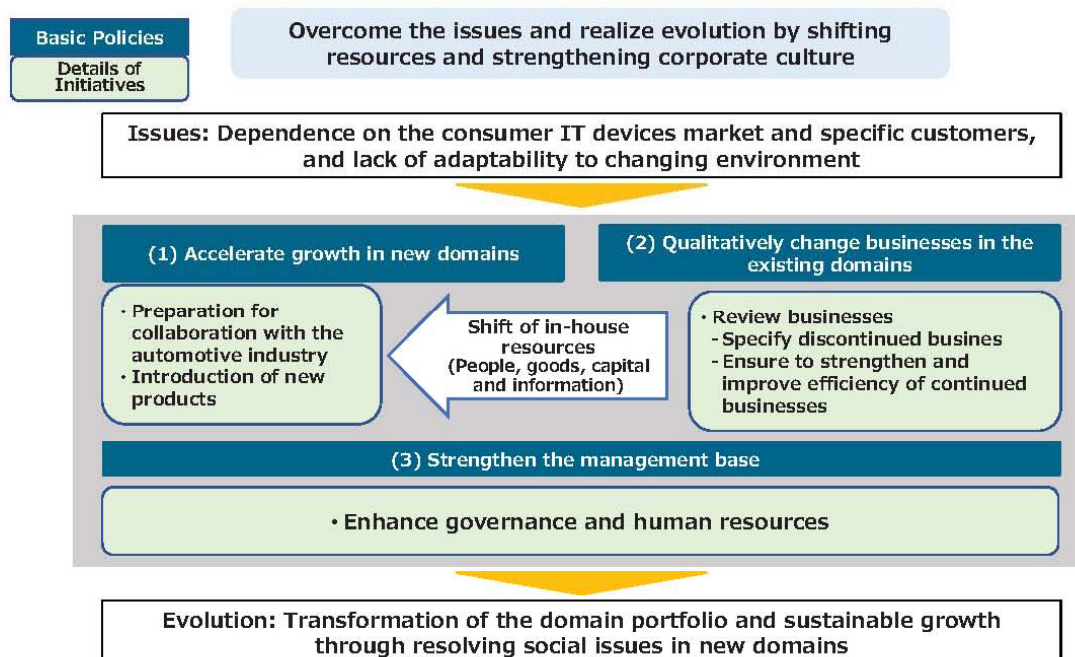 Basic Policies
Details of
Initiatives
Overcome the issues and realize evolution by shifting
resources and strengthening corporate culture
Issues: Dependence on the consumer IT devices market and specific customers,
and lack of adaptability to changing environment
(1) Accelerate growth in new domains
(2) Qualitatively change businesses in the
existing domains
・Preparation for
collaboration with the
automotive industry
・Introduction of new
products
Shift of in-house
resources
(People, goods, capital
and information)
・Review businesses
- Specify discontinued busines
- Ensure to strengthen and
improve efficiency of continued
businesses
(3) Strengthen the management base
・Enhance governance and human resources
Evolution: Transformation of the domain portfolio and sustainable growth
through resolving social issues in new domains